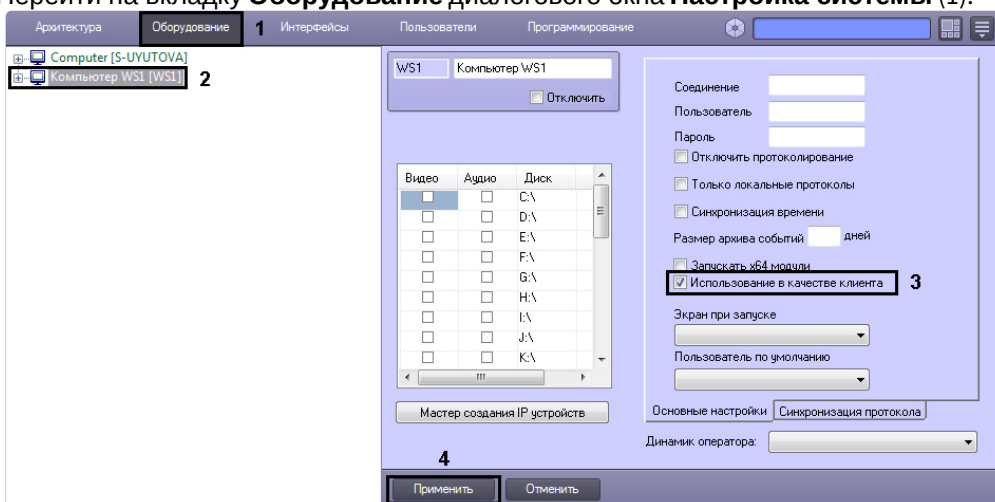 Перейти на вкладку Оборудование диалогового окна Настройка системы (1).
Архитектура Оборудование 1 Интерфейсы Пользователи Программирование
Computer [S-UYUTOVA]
Компьютер WS1 [WS1] 2
WS1 Компьютер WS1
Отключить
Соединение
Пользователь
Пароль
Отключить протоколирование
Только локальные протоколы
Синхронизация времени
Размер архива событий дней
Запускать x64 модули
Использование в качестве клиента 3
Экран при запуске
Пользователь по умолчанию
Основные настройки Синхронизация протокола
Динамик оператора:
Видео Аудио Диск
C:\
D:\
E:\
F:\
G:\
H:\
I:\
J:\
K:\
Мастер создания IP устройств
4
Применить Отменить